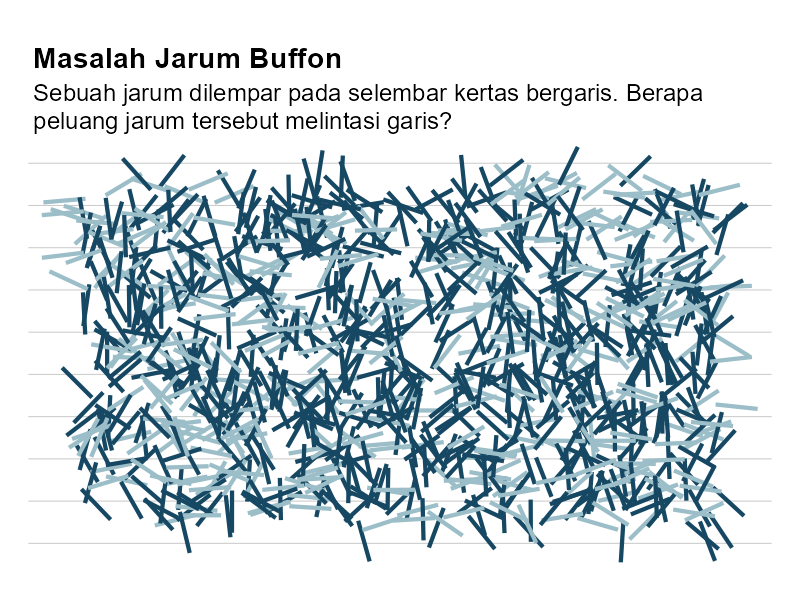 Masalah Jarum Buffon
Sebuah jarum dilempar pada selembar kertas bergaris. Berapa
peluang jarum tersebut melintasi garis?